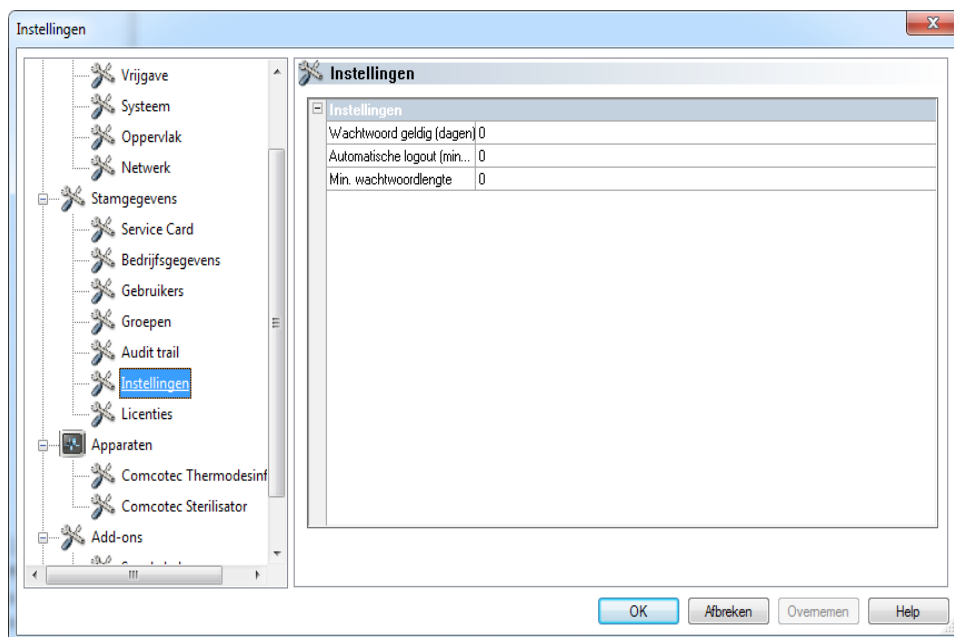 Instellingen
Vrijgave
Systeem
Oppervlak
Netwerk
Stamgegevens
Service Card
Bedrijfsgegevens
Gebruikers
Groepen
Audit trail
Instellingen
Licenties
Apparaten
Comcotec Thermodesinf
Comcotec Sterilisator
Add-ons
Instellingen
Instellingen
Wachtwoord geldig (dagen) 0
Automatische logout (min... 0
Min. wachtwoordlengte 0
OK
Afbreken
Overnemen
Help